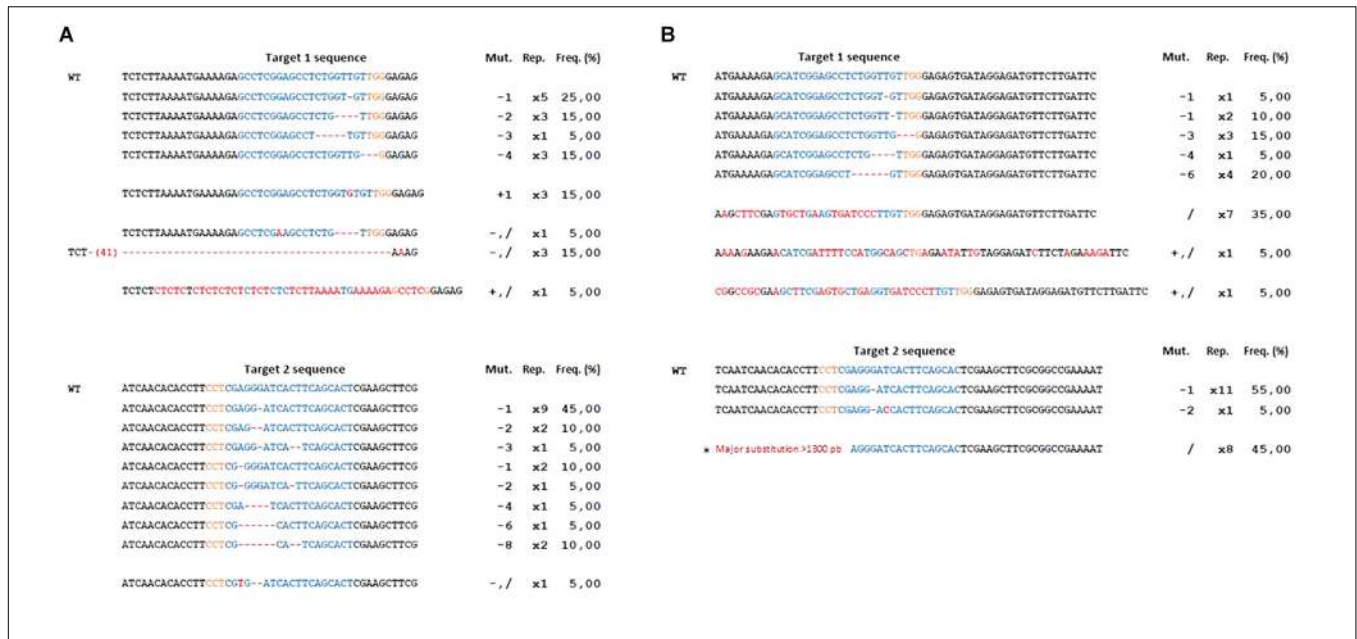 A
Target 1 sequence Mut. Rep. Freq. (%)
WT TCTCTTAAAATGAAAAGAGCCTCGGAGCCTCTGGTTGTTGGGAGAG
TCTCTTAAAATGAAAAGAGCCTCGGAGCCTCTGGT-GTTGGGAGAG -1 x5 25,00
TCTCTTAAAATGAAAAGAGCCTCGGAGCCTCTG----TTGGGAGAG -2 x3 15,00
TCTCTTAAAATGAAAAGAGCCTCGGAGCCT-----TGTTGGGAGAG -3 x1 5,00
TCTCTTAAAATGAAAAGAGCCTCGGAGCCTCTGGTTG---GGAGAG -4 x3 15,00
TCTCTTAAAATGAAAAGAGCCTCGGAGCCTCTGGTGTGTTGGGAGAG +1 x3 15,00
TCTCTTAAAATGAAAAGAGCCTCGAAGCCTCTG----TTGGGAGAG -,/ x1 5,00
TCT-(41)------------------------------------------AAAG -,/ x3 15,00
TCTCTCTCTCTCTCTCTCTCTCTCTCTTAAAATGAAAAGAGCCTCGGAGAG +,/ x1 5,00
Target 2 sequence Mut. Rep. Freq. (%)
WT ATCAACACACCTTCCTCGAGGGATCACTTCAGCACTCGAAGCTTCG
ATCAACACACCTTCCTCGAGG-ATCACTTCAGCACTCGAAGCTTCG -1 x9 45,00
ATCAACACACCTTCCTCGAG--ATCACTTCAGCACTCGAAGCTTCG -2 x2 10,00
ATCAACACACCTTCCTCGAGG-ATCA--TCAGCACTCGAAGCTTCG -3 x1 5,00
ATCAACACACCTTCCTCG-GGGATCACTTCAGCACTCGAAGCTTCG -1 x2 10,00
ATCAACACACCTTCCTCG-GGGATCA-TTCAGCACTCGAAGCTTCG -2 x1 5,00
ATCAACACACCTTCCTCGA----TCACTTCAGCACTCGAAGCTTCG -4 x1 5,00
ATCAACACACCTTCCTCG------CACTTCAGCACTCGAAGCTTCG -6 x1 5,00
ATCAACACACCTTCCTCG------CA--TCAGCACTCGAAGCTTCG -8 x2 10,00
ATCAACACACCTTCCTCGTG--ATCACTTCAGCACTCGAAGCTTCG -,/ x1 5,00
B
Target 1 sequence Mut. Rep. Freq. (%)
WT ATGAAAAGAGCATCGGAGCCTCTGGTTGTTGGGAGAGTGATAGGAGATGTTCTTGATTC
ATGAAAAGAGCATCGGAGCCTCTGGT-GTTGGGAGAGTGATAGGAGATGTTCTTGATTC -1 x1 5,00
ATGAAAAGAGCATCGGAGCCTCTGGTT-TTGGGAGAGTGATAGGAGATGTTCTTGATTC -1 x2 10,00
ATGAAAAGAGCATCGGAGCCTCTGGTTG---GGAGAGTGATAGGAGATGTTCTTGATTC -3 x3 15,00
ATGAAAAGAGCATCGGAGCCTCTG----TTGGGAGAGTGATAGGAGATGTTCTTGATTC -4 x1 5,00
ATGAAAAGAGCATCGGAGCCT------GTTGGGAGAGTGATAGGAGATGTTCTTGATTC -6 x4 20,00
AAGCTTCGAGTGCTGAAGTGATCCCTTGTTGGGAGAGTGATAGGAGATGTTCTTGATTC / x7 35,00
AAAAGAAGAACATCGATTTTCCATGGCAGCTGAGAATATTGTAGGAGATCTTCTAGAAAGATTC +,/ x1 5,00
CGGCCGCGAAGCTTCGAGTGCTGAGGTGATCCCTTGTTGGGAGAGTGATAGGAGATGTTCTTGATTC +,/ x1 5,00
Target 2 sequence Mut. Rep. Freq. (%)
WT TCAATCAACACACCTTCCTCGAGGGATCACTTCAGCACTCGAAGCTTCGCGGCCGAAAAT
TCAATCAACACACCTTCCTCGAGG-ATCACTTCAGCACTCGAAGCTTCGCGGCCGAAAAT -1 x11 55,00
TCAATCAACACACCTTCCTCGAGG-ACCACTTCAGCACTCGAAGCTTCGCGGCCGAAAAT -2 x1 5,00
* Major substitution >1300 pb AGGGATCACTTCAGCACTCGAAGCTTCGCGGCCGAAAAT / x8 45,00